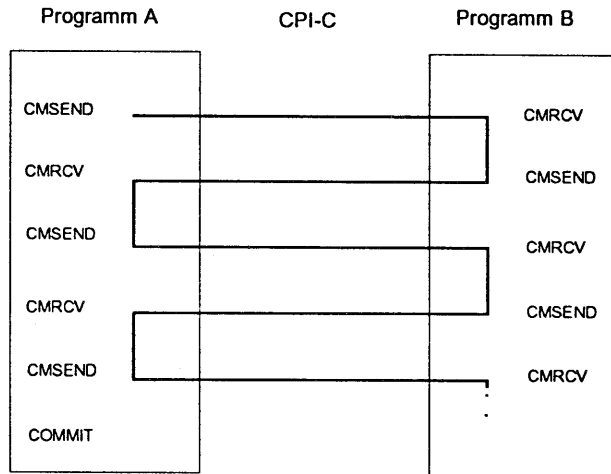 Programm A
CPI-C
Programm B
CMSEND
CMRCV
CMRCV
CMSEND
CMSEND
CMRCV
CMRCV
CMSEND
CMSEND
CMRCV
COMMIT